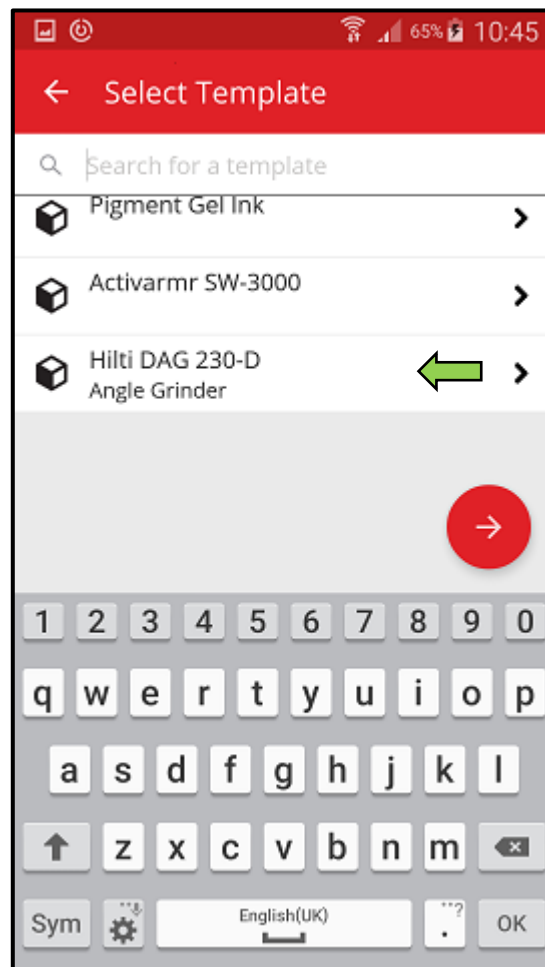 65% 10:45
Select Template
Search for a template
Pigment Gel Ink
Activarmr SW-3000
Hilti DAG 230-D
Angle Grinder
1 2 3 4 5 6 7 8 9 0
q w e r t y u i o p
a s d f g h j k l
z x c v b n m
Sym English(UK) . ? OK